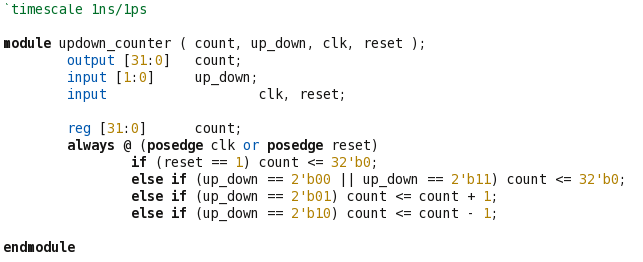 `timescale 1ns/1ps

module updown_counter ( count, up_down, clk, reset );
        output [31:0]   count;
        input [1:0]     up_down;
        input                   clk, reset;

        reg [31:0]      count;
        always @ (posedge clk or posedge reset)
                if (reset == 1) count <= 32'b0;
                else if (up_down == 2'b00 || up_down == 2'b11) count <= 32'b0;
                else if (up_down == 2'b01) count <= count + 1;
                else if (up_down == 2'b10) count <= count - 1;

endmodule